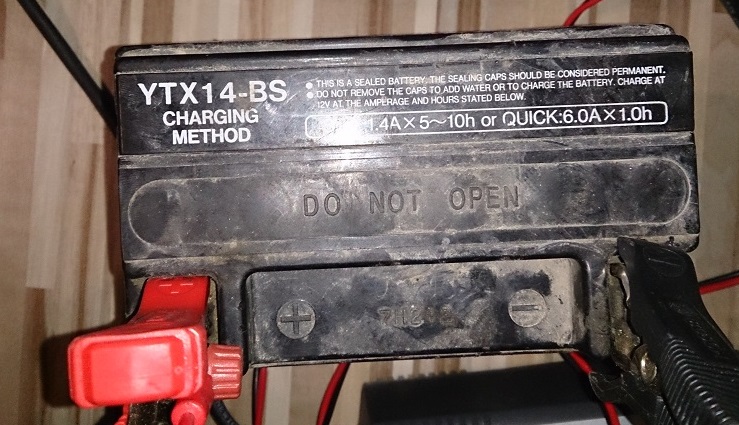 YTX14-BS
CHARGING
METHOD
• THIS IS A SEALED BATTERY. THE SEALING CAPS SHOULD BE CONSIDERED PERMANENT.
• DO NOT REMOVE THE CAPS TO ADD WATER OR TO CHARGE THE BATTERY. CHARGE AT
12V AT THE AMPERAGE AND HOURS STATED BELOW.
1.4A×5~10h or QUICK:6.0A×1.0h
DO NOT OPEN
+ −